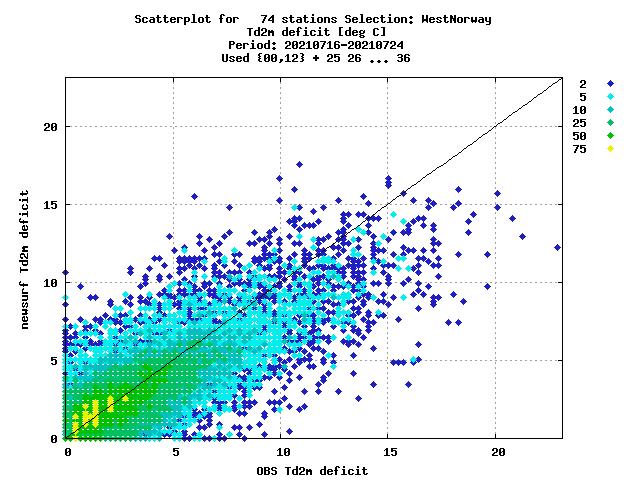 Scatterplot for   74 stations Selection: WestNorway
Td2m deficit [deg C]
Period: 20210716-20210724
Used {00,12} + 25 26 ... 36
2
5
10
25
50
75
20
15
10
5
0
newsurf Td2m deficit
0 5 10 15 20
OBS Td2m deficit